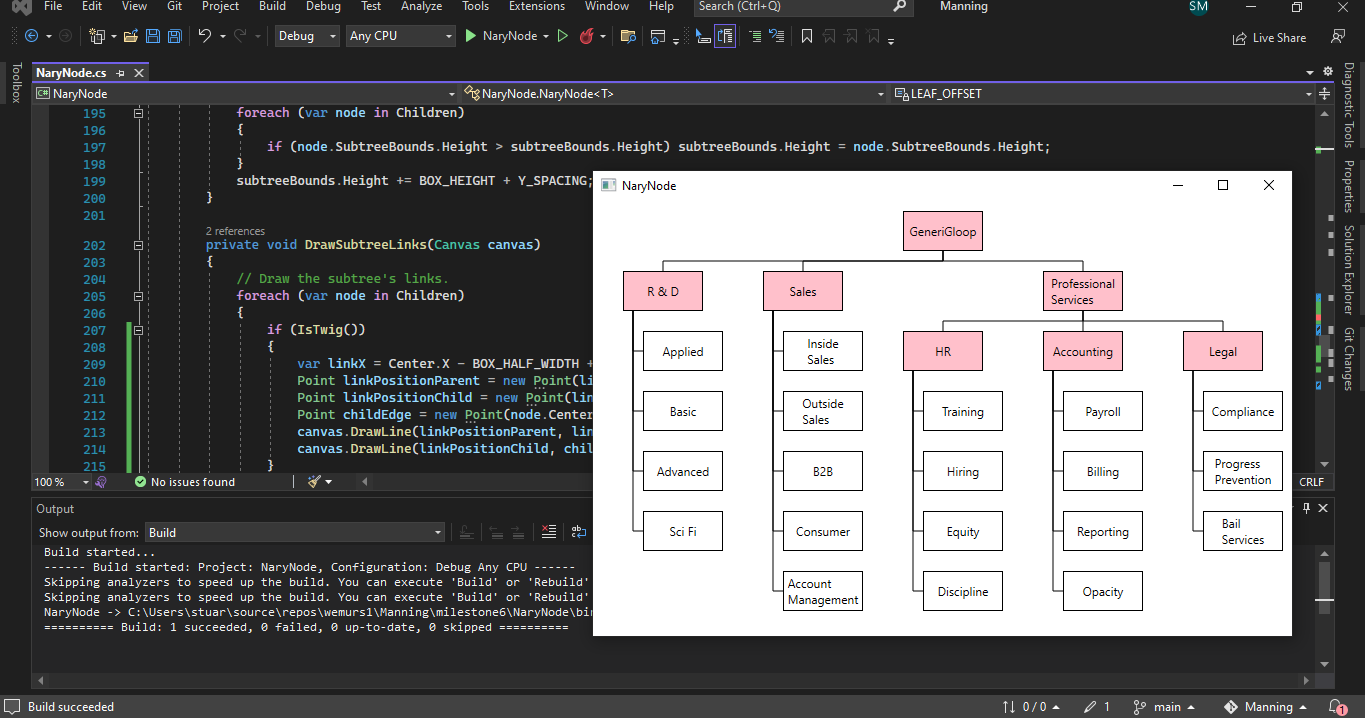 File Edit View Git Project Build Debug Test Analyze Tools Extensions Window Help Search (Ctrl+Q) Manning SM
Debug Any CPU NaryNode Live Share
Toolbox
NaryNode.cs
C# NaryNode NaryNode.NaryNode<T> LEAF_OFFSET
195 foreach (var node in Children)
196 {
197 if (node.SubtreeBounds.Height > subtreeBounds.Height) subtreeBounds.Height = node.SubtreeBounds.Height;
198 }
199 subtreeBounds.Height += BOX_HEIGHT + Y_SPACING;
200 }
201
2 references
202 private void DrawSubtreeLinks(Canvas canvas)
203 {
204 // Draw the subtree's links.
205 foreach (var node in Children)
206 {
207 if (IsTwig())
208 {
209 var linkX = Center.X - BOX_HALF_WIDTH +
210 Point linkPositionParent = new Point(li
211 Point linkPositionChild = new Point(lin
212 Point childEdge = new Point(node.Center
213 canvas.DrawLine(linkPositionParent, lin
214 canvas.DrawLine(linkPositionChild, chil
215 }
100 % No issues found CRLF
Output
Show output from: Build
Build started...
------ Build started: Project: NaryNode, Configuration: Debug Any CPU ------
Skipping analyzers to speed up the build. You can execute 'Build' or 'Rebuild'
Skipping analyzers to speed up the build. You can execute 'Build' or 'Rebuild'
NaryNode -> C:\Users\stuar\source\repos\wemurs1\Manning\milestone6\NaryNode\bin
========== Build: 1 succeeded, 0 failed, 0 up-to-date, 0 skipped ==========
NaryNode
GeneriGloop
R & D
Sales
Professional
Services
Applied
Basic
Advanced
Sci Fi
Inside
Sales
Outside
Sales
B2B
Consumer
Account
Management
HR
Accounting
Legal
Training
Hiring
Equity
Discipline
Payroll
Billing
Reporting
Opacity
Compliance
Progress
Prevention
Bail
Services
Diagnostic Tools
Properties
Solution Explorer
Git Changes
Build succeeded 0 / 0 1 main Manning 1